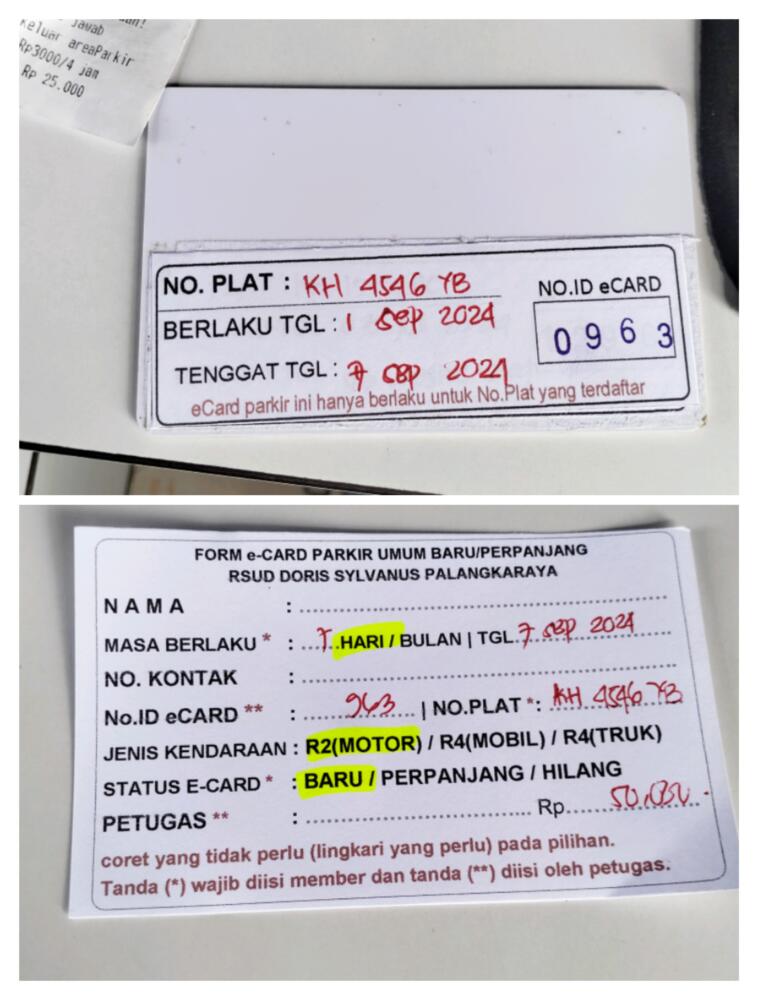 jawab
Keluar areaParkir
Rp3000/4 jam
Rp 25.000
NO. PLAT : KH 4546 YB
NO.ID eCARD
BERLAKU TGL : 1 Sep 2024
0963
TENGGAT TGL : 7 Sep 2024
eCard parkir ini hanya berlaku untuk No.Plat yang terdaftar
FORM e-CARD PARKIR UMUM BARU/PERPANJANG
RSUD DORIS SYLVANUS PALANGKARAYA
NAMA :
MASA BERLAKU * : 7 HARI / BULAN | TGL. 7 Sep 2024
NO. KONTAK :
No.ID eCARD ** : 963 | NO.PLAT *: KH 4546 YB
JENIS KENDARAAN : R2(MOTOR) / R4(MOBIL) / R4(TRUK)
STATUS E-CARD * : BARU / PERPANJANG / HILANG
PETUGAS ** : Rp. 50.000.-
coret yang tidak perlu (lingkari yang perlu) pada pilihan.
Tanda (*) wajib diisi member dan tanda (**) diisi oleh petugas.